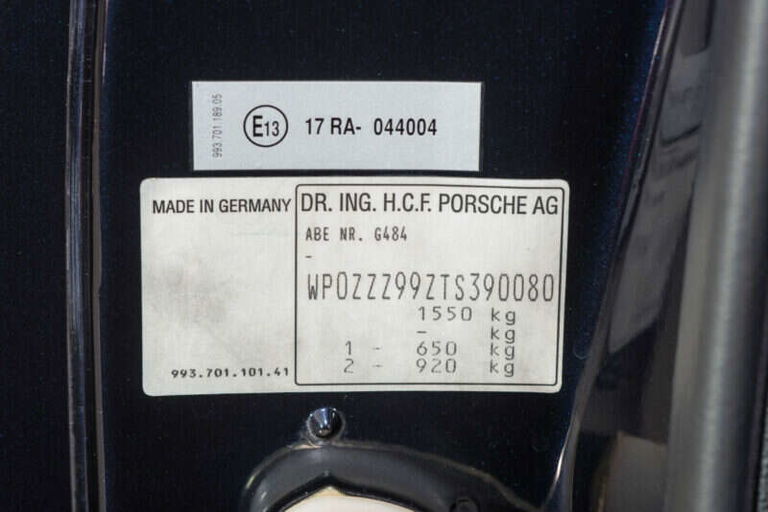 993 701 189 05
E13 17 RA- 044004
MADE IN GERMANY
DR. ING. H.C.F. PORSCHE AG
ABE NR. G484
-
WP0ZZZ99ZTS390080
1550 kg
- kg
1 - 650 kg
2 - 920 kg
993.701.101.41